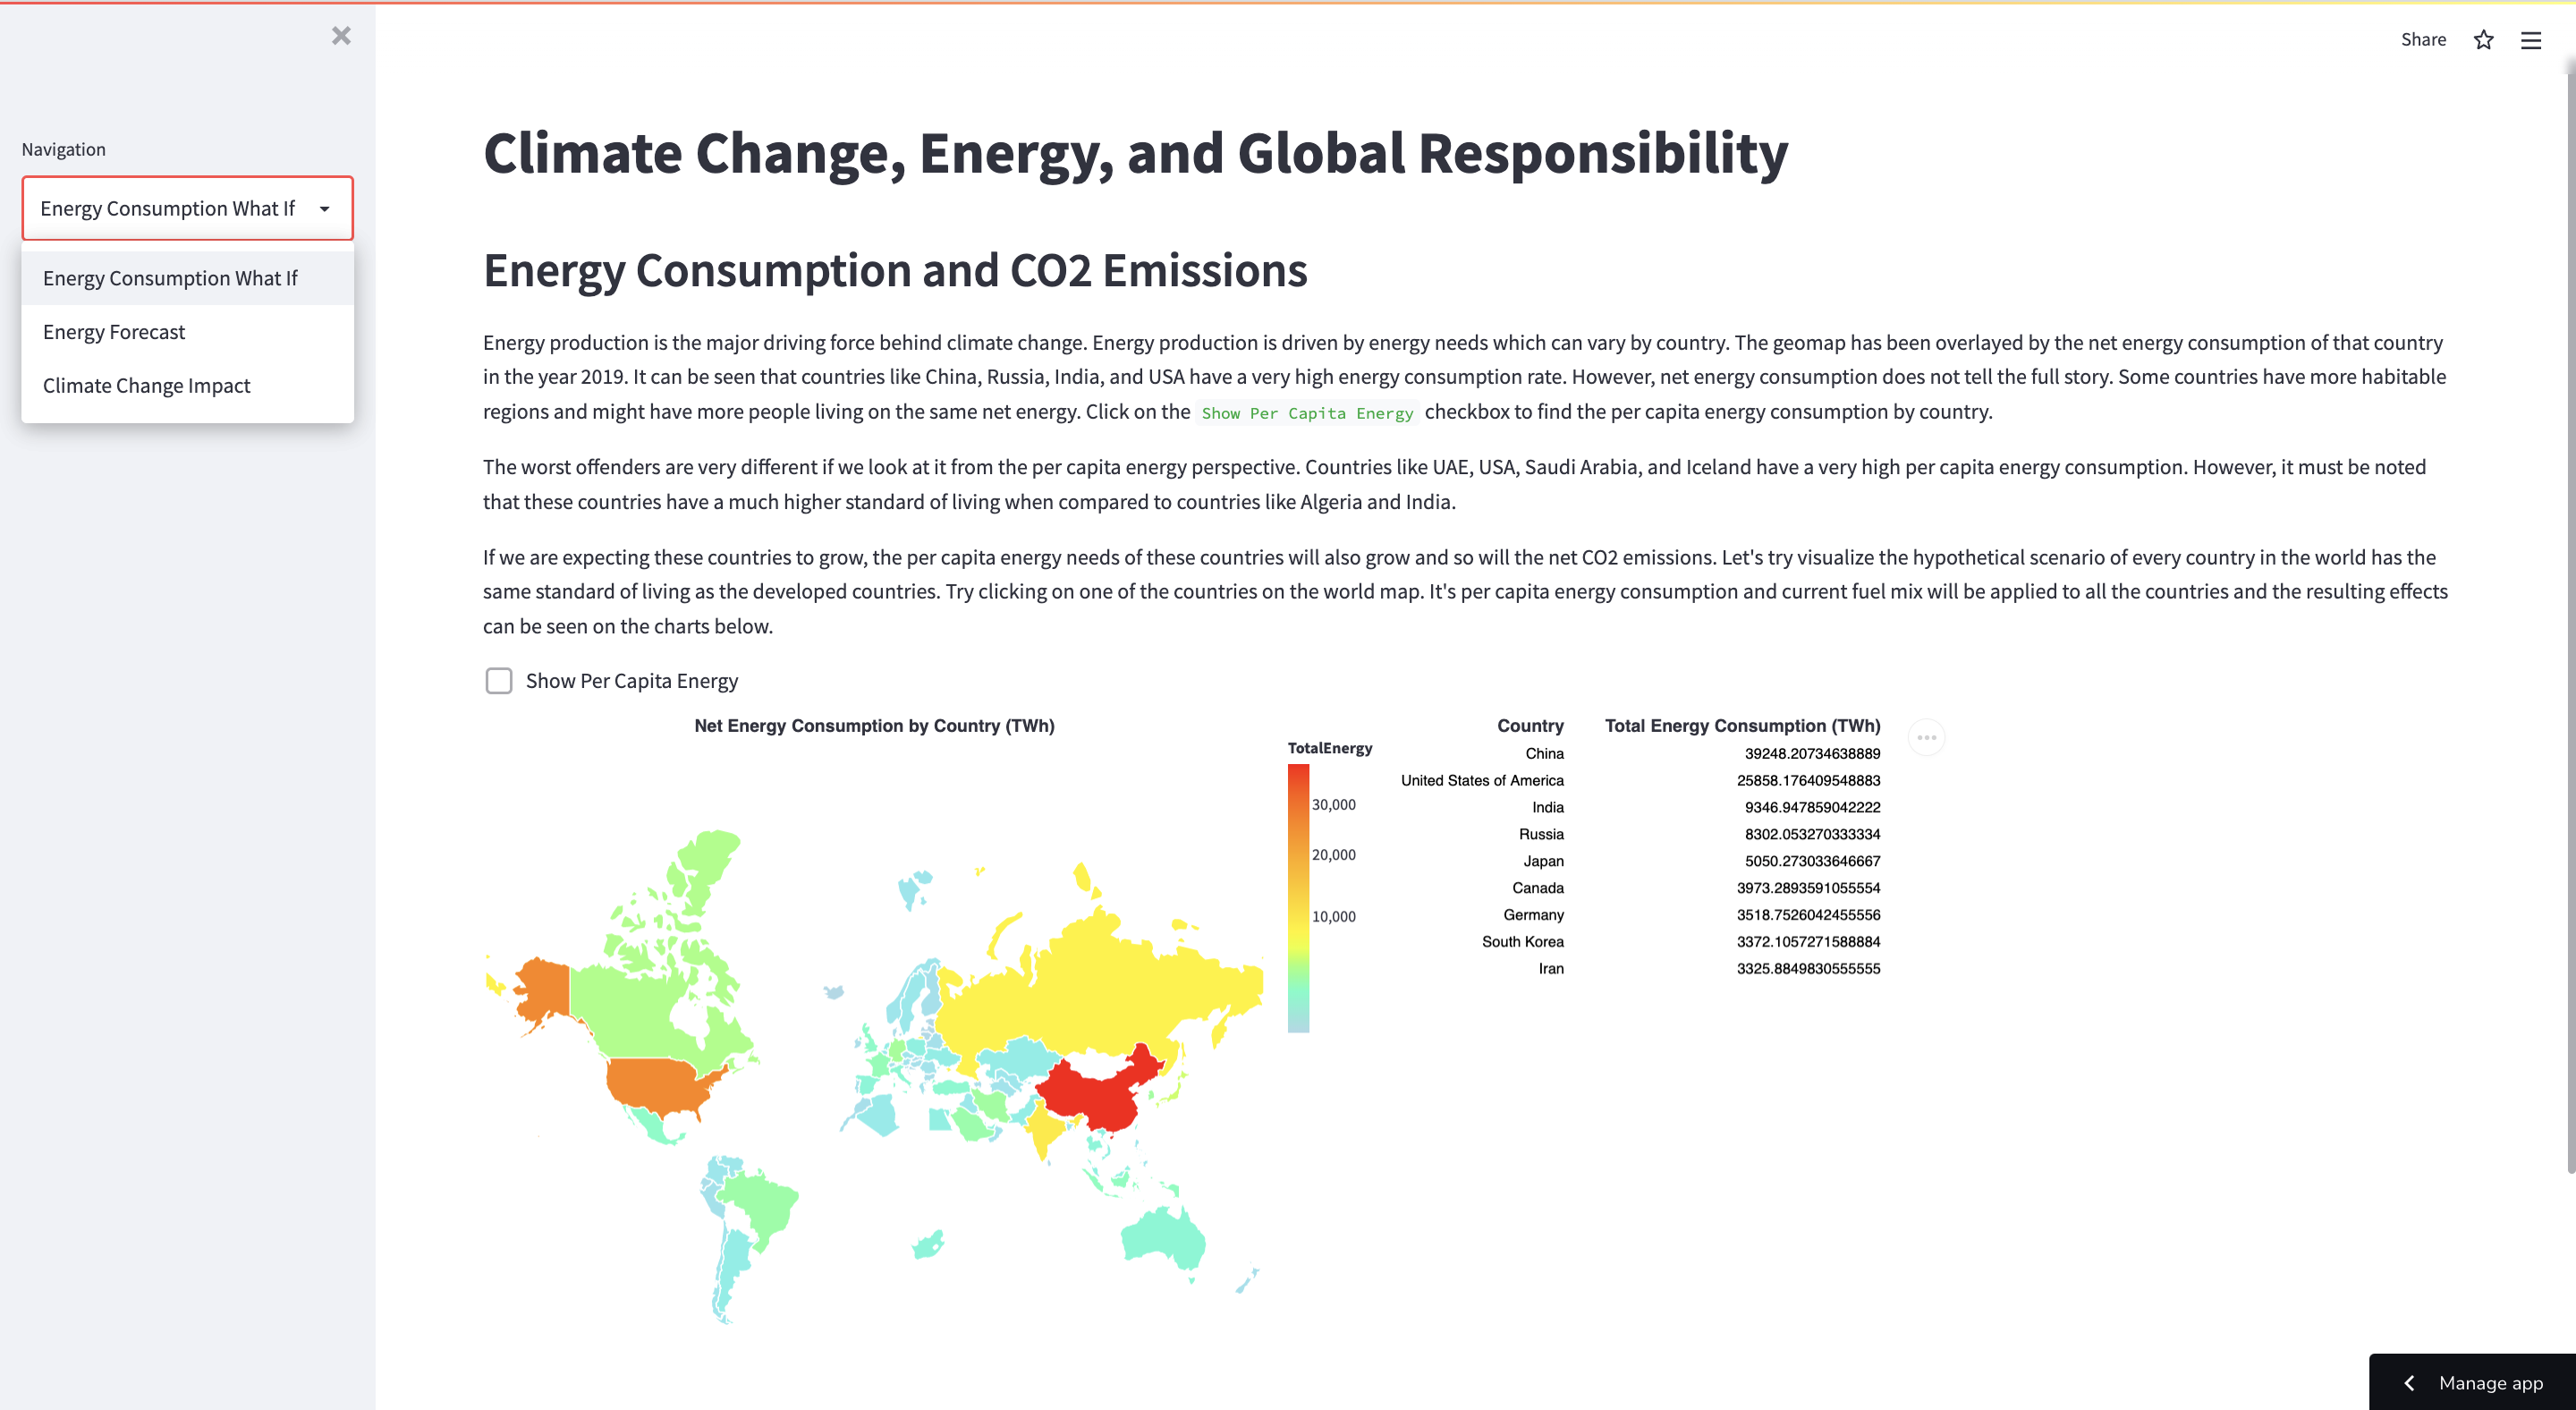 Share
Navigation
Energy Consumption What If
Energy Consumption What If
Energy Forecast
Climate Change Impact
Climate Change, Energy, and Global Responsibility
Energy Consumption and CO2 Emissions
Energy production is the major driving force behind climate change. Energy production is driven by energy needs which can vary by country. The geomap has been overlayed by the net energy consumption of that country
in the year 2019. It can be seen that countries like China, Russia, India, and USA have a very high energy consumption rate. However, net energy consumption does not tell the full story. Some countries have more habitable
regions and might have more people living on the same net energy. Click on the Show Per Capita Energy checkbox to find the per capita energy consumption by country.
The worst offenders are very different if we look at it from the per capita energy perspective. Countries like UAE, USA, Saudi Arabia, and Iceland have a very high per capita energy consumption. However, it must be noted
that these countries have a much higher standard of living when compared to countries like Algeria and India.
If we are expecting these countries to grow, the per capita energy needs of these countries will also grow and so will the net CO2 emissions. Let's try visualize the hypothetical scenario of every country in the world has the
same standard of living as the developed countries. Try clicking on one of the countries on the world map. It's per capita energy consumption and current fuel mix will be applied to all the countries and the resulting effects
can be seen on the charts below.
Show Per Capita Energy
Net Energy Consumption by Country (TWh)
TotalEnergy
30,000
20,000
10,000
Country Total Energy Consumption (TWh)
China 39248.20734638889
United States of America 25858.176409548883
India 9346.947859042222
Russia 8302.053270333334
Japan 5050.273033646667
Canada 3973.2893591055554
Germany 3518.7526042455556
South Korea 3372.1057271588884
Iran 3325.8849830555555
Manage app